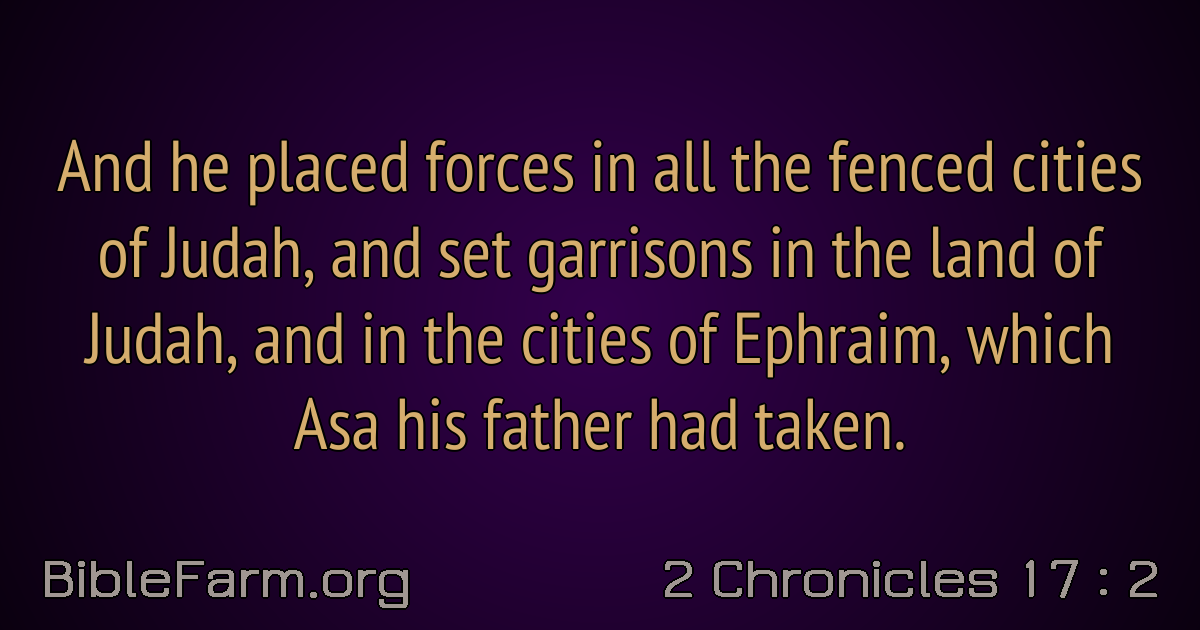 And he placed forces in all the fenced cities
of Judah, and set garrisons in the land of
Judah, and in the cities of Ephraim, which
Asa his father had taken.
BibleFarm.org
2 Chronicles 17 : 2